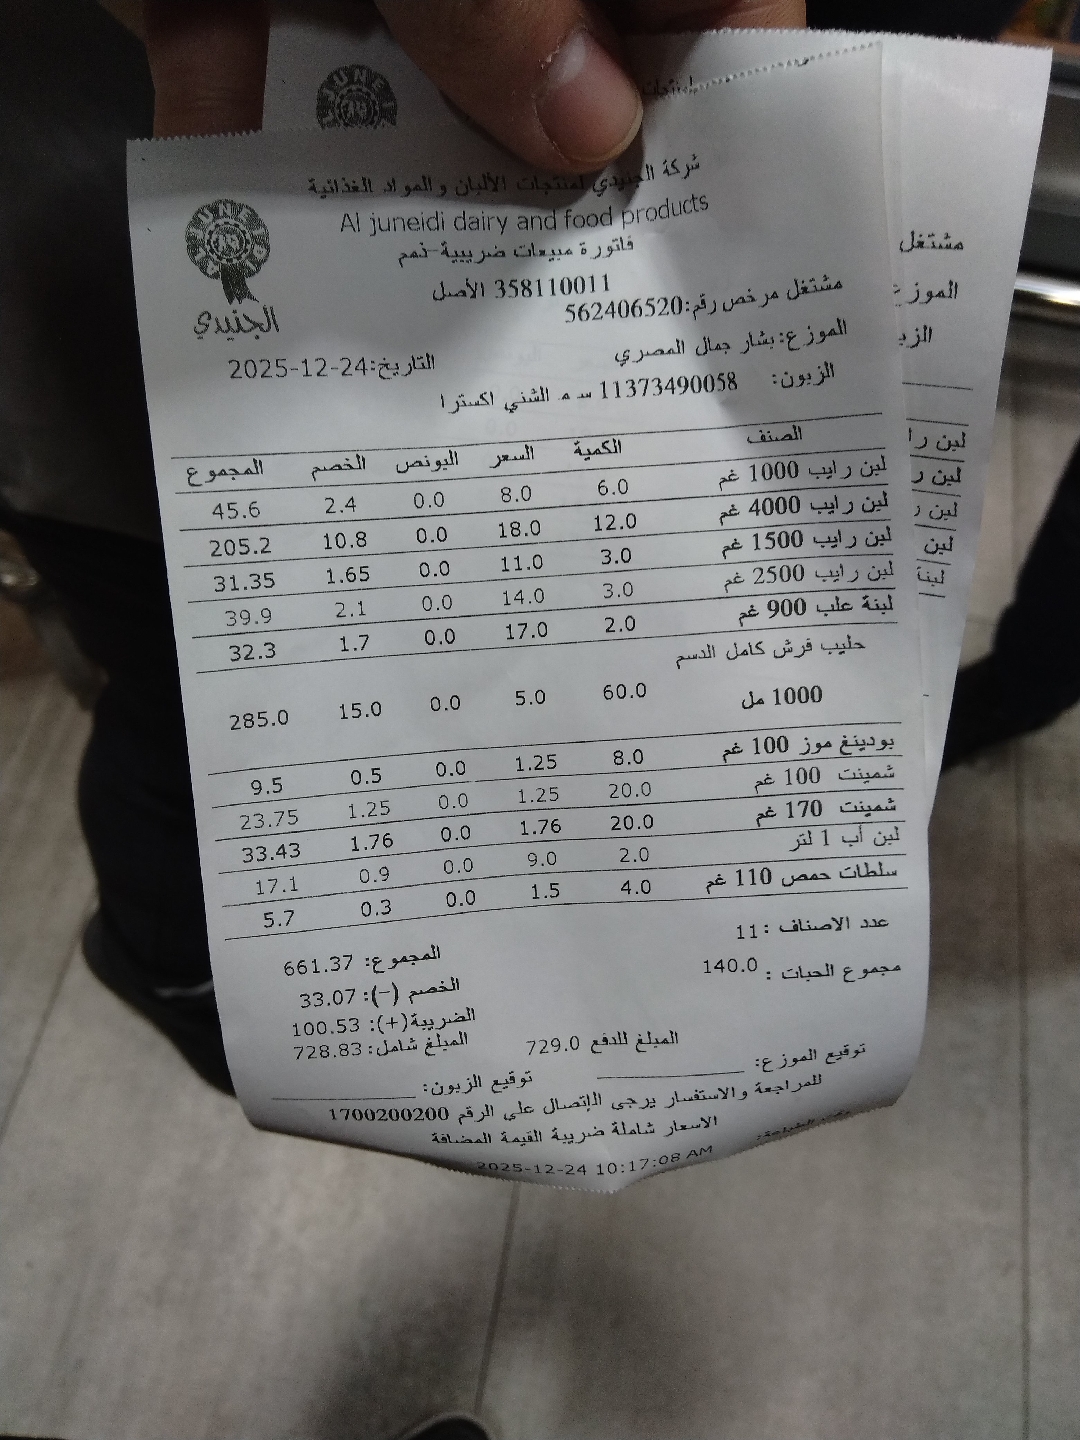 شركة الجنيدي لمنتجات الألبان والمواد الغذائية
Al juneidi dairy and food products
فاتورة مبيعات ضريبية-ذمم
358110011 الأصل
مشتغل مرخص رقم:562406520
الجنيدي
الموزع:بشار جمال المصري
التاريخ:2025-12-24
الزبون: 11373490058 س م الشني اكسترا
الصنف الكمية السعر البونص الخصم المجموع
لبن رايب 1000 غم 6.0 8.0 0.0 2.4 45.6
لبن رايب 4000 غم 12.0 18.0 0.0 10.8 205.2
لبن رايب 1500 غم 3.0 11.0 0.0 1.65 31.35
لبن رايب 2500 غم 3.0 14.0 0.0 2.1 39.9
لبنة علب 900 غم 2.0 17.0 0.0 1.7 32.3
حليب فرش كامل الدسم
1000 مل 60.0 5.0 0.0 15.0 285.0
بودينغ موز 100 غم 8.0 1.25 0.0 0.5 9.5
شمينت 100 غم 20.0 1.25 0.0 1.25 23.75
شمينت 170 غم 20.0 1.76 0.0 1.76 33.43
لبن أب 1 لتر 2.0 9.0 0.0 0.9 17.1
سلطات حمص 110 غم 4.0 1.5 0.0 0.3 5.7
عدد الاصناف : 11
المجموع: 661.37
مجموع الحبات : 140.0
الخصم (-): 33.07
الضريبة(+): 100.53
المبلغ شامل: 728.83
المبلغ للدفع 729.0
توقيع الموزع:
توقيع الزبون:
للمراجعة والاستفسار يرجى الإتصال على الرقم 1700200200
الاسعار شاملة ضريبة القيمة المضافة
2025-12-24 10:17:08 AM
مشتغل
الموزع
لبن را
لبن ر
لبن ر
لبن
لبنة